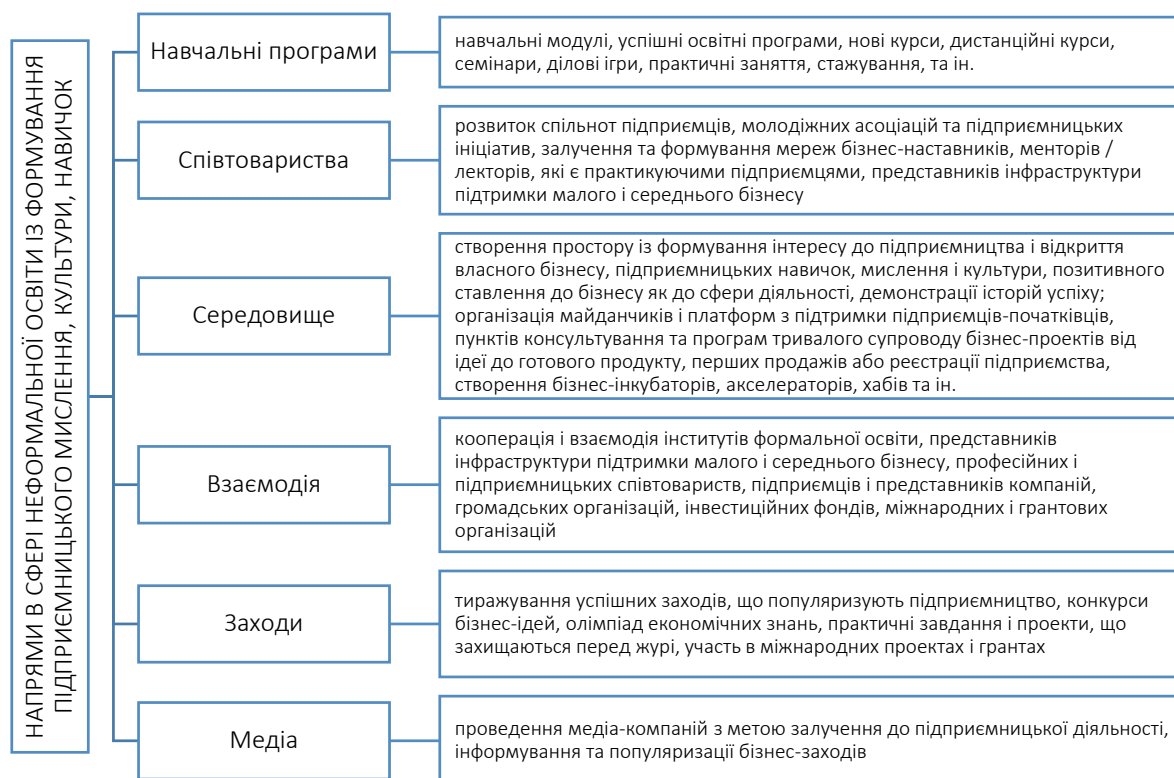 НАПРЯМИ В СФЕРІ НЕФОРМАЛЬНОЇ ОСВІТИ ІЗ ФОРМУВАННЯ
ПІДПРИЄМНИЦЬКОГО МИСЛЕННЯ, КУЛЬТУРИ, НАВИЧОК
Навчальні програми
навчальні модулі, успішні освітні програми, нові курси, дистанційні курси,
семінари, ділові ігри, практичні заняття, стажування, та ін.
Співтовариства
розвиток спільнот підприємців, молодіжних асоціацій та підприємницьких
ініціатив, залучення та формування мереж бізнес-наставників, менторів /
лекторів, які є практикуючими підприємцями, представників інфраструктури
підтримки малого і середнього бізнесу
Середовище
створення простору із формування інтересу до підприємництва і відкриття
власного бізнесу, підприємницьких навичок, мислення і культури, позитивного
ставлення до бізнесу як до сфери діяльності, демонстрації історій успіху;
організація майданчиків і платформ з підтримки підприємців-початківців,
пунктів консультування та програм тривалого супроводу бізнес-проектів від
ідеї до готового продукту, перших продажів або реєстрації підприємства,
створення бізнес-інкубаторів, акселераторів, хабів та ін.
Взаємодія
кооперація і взаємодія інститутів формальної освіти, представників
інфраструктури підтримки малого і середнього бізнесу, професійних і
підприємницьких співтовариств, підприємців і представників компаній,
громадських організацій, інвестиційних фондів, міжнародних і грантових
організацій
Заходи
тиражування успішних заходів, що популяризують підприємництво, конкурси
бізнес-ідей, олімпіад економічних знань, практичні завдання і проекти, що
захищаються перед журі, участь в міжнародних проектах і грантах
Медіа
проведення медіа-компаній з метою залучення до підприємницької діяльності,
інформування та популяризації бізнес-заходів